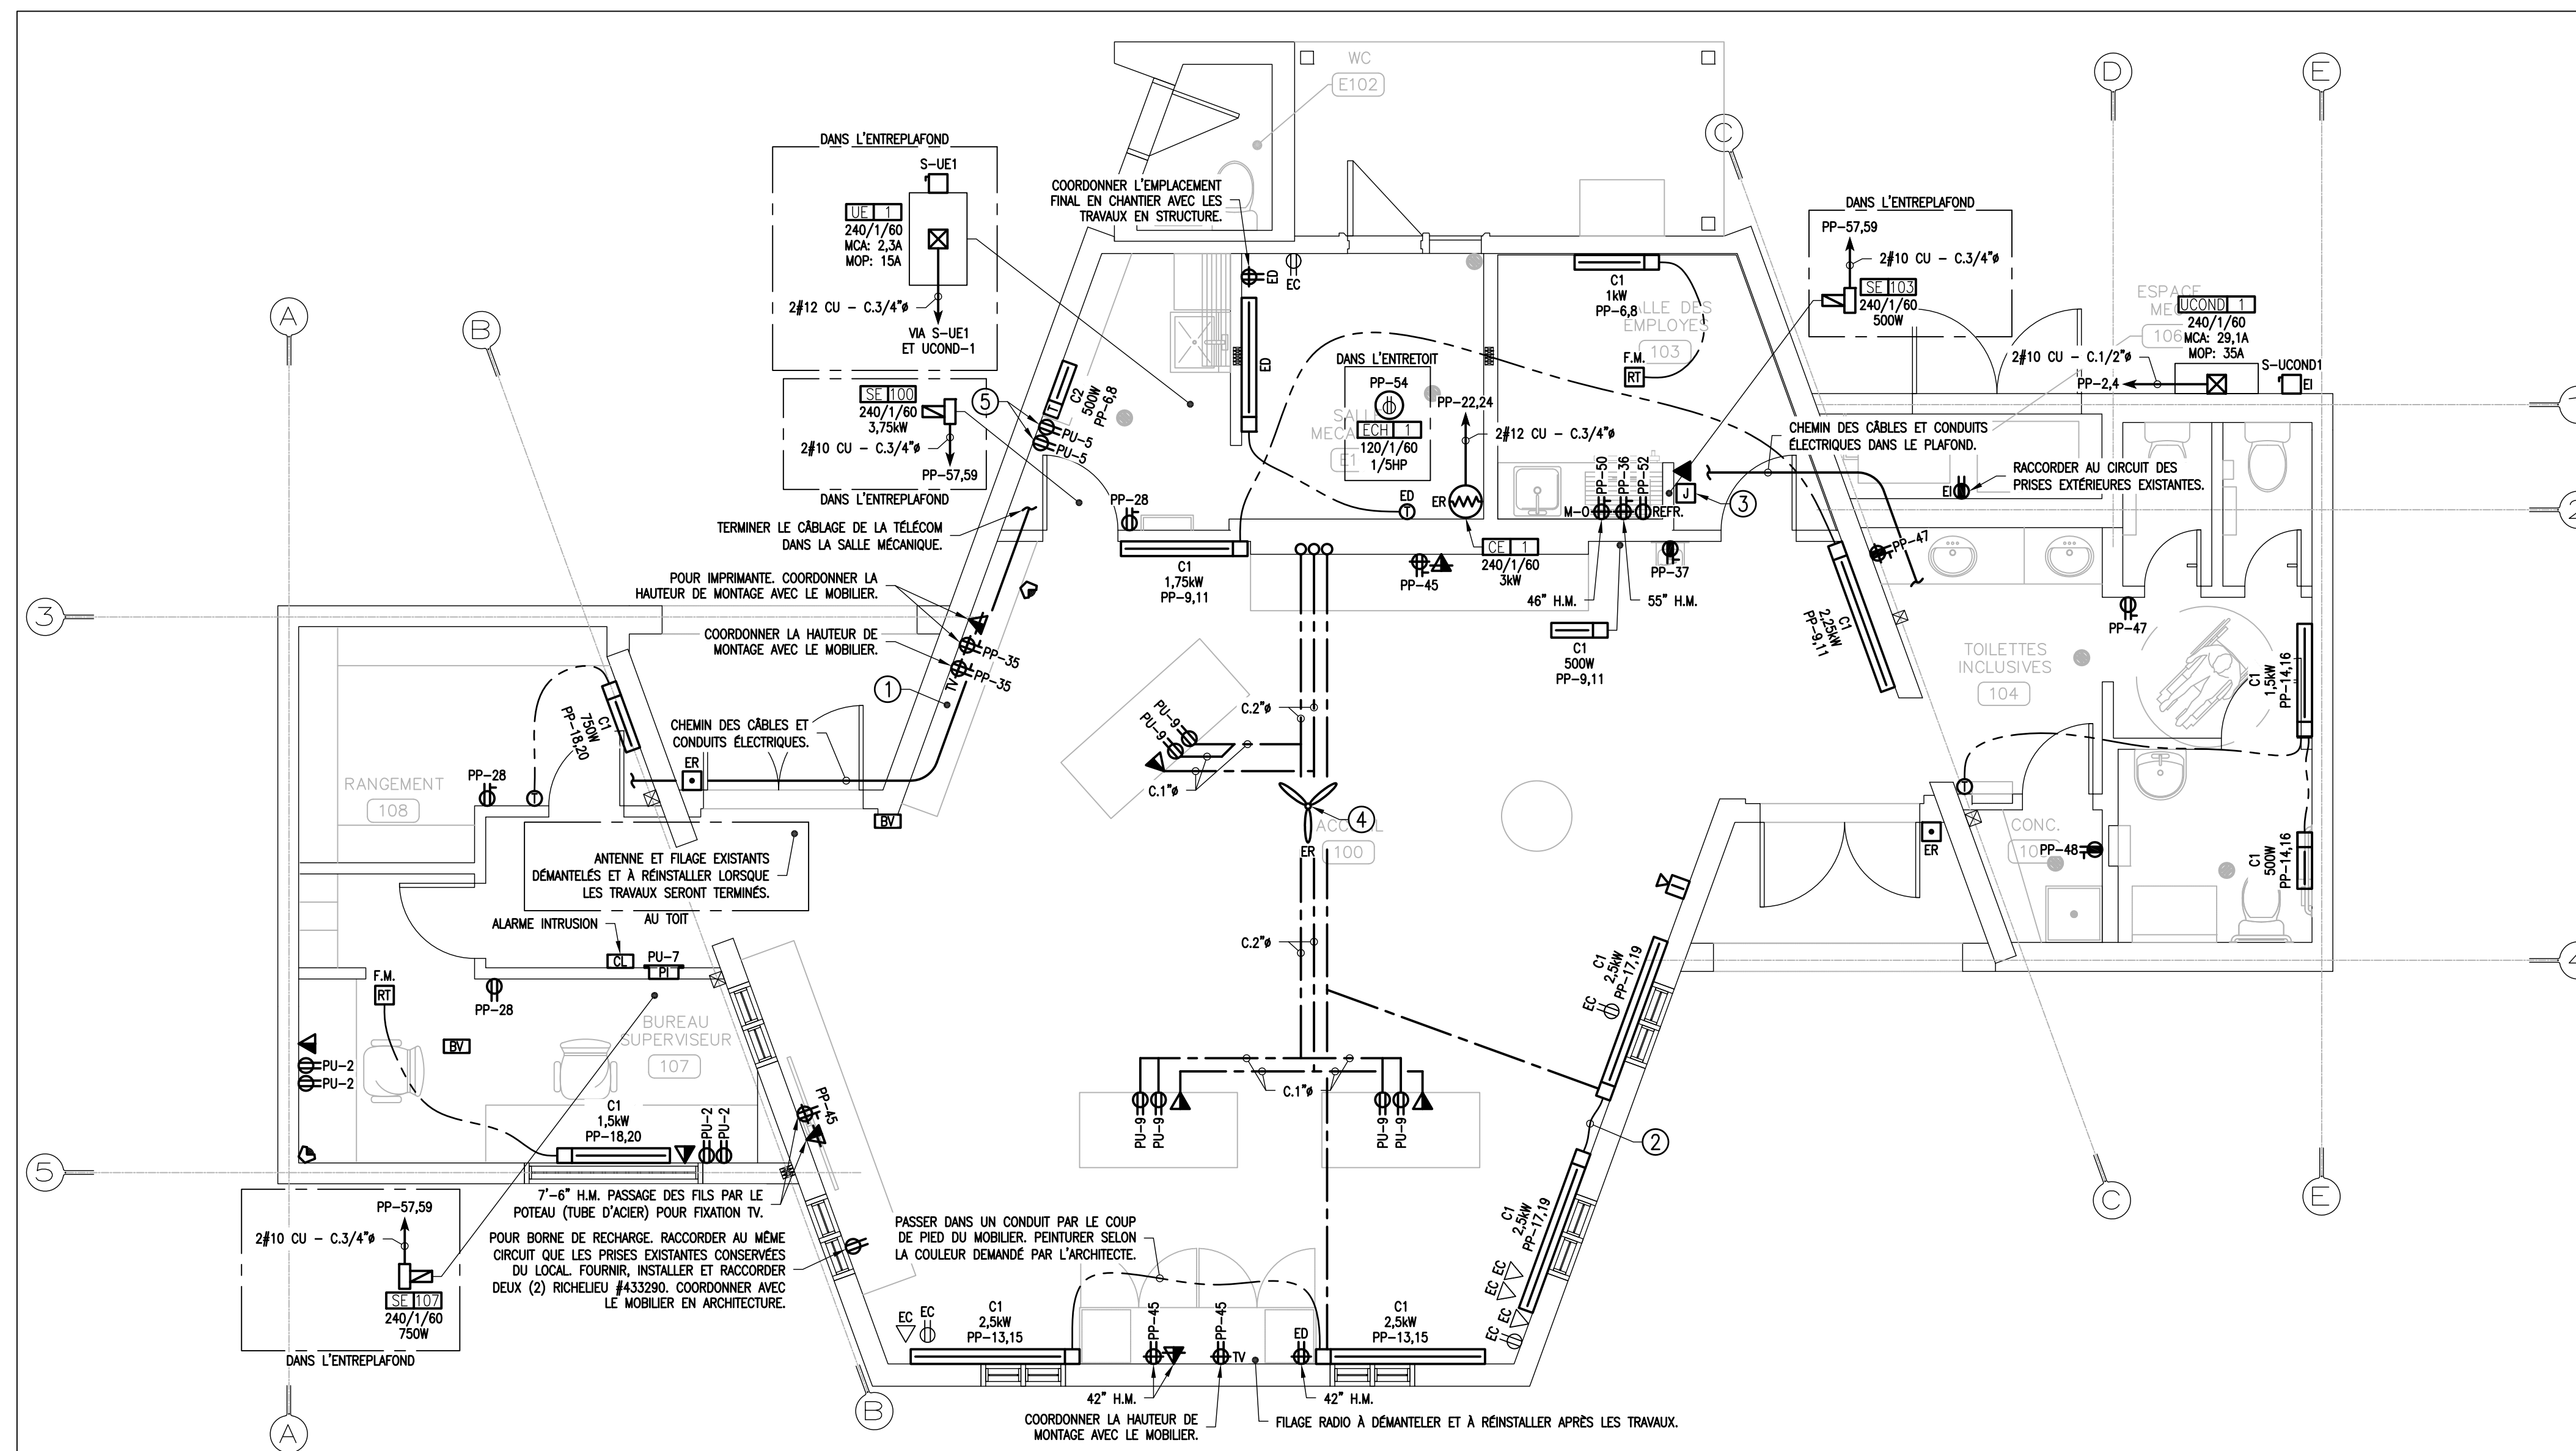 WC
E102
D
E
C
A
B
DANS L'ENTREPLAFOND
S-UE1
UE 1
240/1/60
MCA: 2,3A
MOP: 15A
2#12 CU - C.3/4"ø
VIA S-UE1
ET UCOND-1
COORDONNER L'EMPLACEMENT
FINAL EN CHANTIER AVEC LES
TRAVAUX EN STRUCTURE.
SE 100
240/1/60
3,75kW
2#10 CU - C.3/4"ø
PP-57,59
DANS L'ENTREPLAFOND
5
C2
500W
PP-6,8
T
PU-5
PU-5
ED
EC
ED
C1
1kW
PP-6,8
EMPLOYES
103
F.M.
RT
DANS L'ENTRETOIT
PP-54
ECH 1
120/1/60
1/5HP
E1
PP-22,24
2#12 CU - C.3/4"ø
ED
T
ER
M-O
PP-50
PP-36
PP-52
REFR.
J
3
DANS L'ENTREPLAFOND
PP-57,59
2#10 CU - C.3/4"ø
SE 103
240/1/60
500W
ESPACE
106
UCOND 1
240/1/60
MCA: 29,1A
MOP: 35A
2#10 CU - C.1/2"ø
PP-2,4
S-UCOND1
EI
CHEMIN DES CÂBLES ET CONDUITS
ÉLECTRIQUES DANS LE PLAFOND.
EI
RACCORDER AU CIRCUIT DES
PRISES EXTÉRIEURES EXISTANTES.
2
TERMINER LE CÂBLAGE DE LA TÉLÉCOM
DANS LA SALLE MÉCANIQUE.
PP-28
C1
1,75kW
PP-9,11
PP-45
CE 1
240/1/60
3kW
PP-37
46" H.M.
55" H.M.
C1
500W
PP-9,11
PP-47
C1
2,25kW
PP-9,11
PP-47
3
POUR IMPRIMANTE. COORDONNER LA
HAUTEUR DE MONTAGE AVEC LE MOBILIER.
COORDONNER LA HAUTEUR DE
MONTAGE AVEC LE MOBILIER.
PP-35
PP-35
TV
1
TOILETTES
INCLUSIVES
104
C1
1,5kW
PP-14,16
C1
750W
PP-18,20
CHEMIN DES CÂBLES ET
CONDUITS ÉLECTRIQUES.
ER
C.2"ø
PU-9
PU-9
C.1"ø
RANGEMENT
108
PP-28
T
BV
4
100
ER
T
ER
CONC.
PP-48
C1
500W
PP-14,16
ANTENNE ET FILAGE EXISTANTS
DÉMANTELÉS ET À RÉINSTALLER LORSQUE
LES TRAVAUX SERONT TERMINÉS.
AU TOIT
ALARME INTRUSION
CL
PU-7
PI
C.2"ø
C1
2,5kW
PP-17,19
EC
4
F.M.
RT
PP-28
BUREAU
SUPERVISEUR
107
BV
PU-2
PU-2
C1
1,5kW
PP-18,20
PU-2
PU-2
PP-45
C.1"ø
PU-9
PU-9
PU-9
PU-9
2
5
7'-6" H.M. PASSAGE DES FILS PAR LE
POTEAU (TUBE D'ACIER) POUR FIXATION TV.
POUR BORNE DE RECHARGE. RACCORDER AU MÊME
CIRCUIT QUE LES PRISES EXISTANTES CONSERVÉES
DU LOCAL. FOURNIR, INSTALLER ET RACCORDER
DEUX (2) RICHELIEU #433290. COORDONNER AVEC
LE MOBILIER EN ARCHITECTURE.
PP-57,59
2#10 CU - C.3/4"ø
SE 107
240/1/60
750W
DANS L'ENTREPLAFOND
PASSER DANS UN CONDUIT PAR LE COUP
DE PIED DU MOBILIER. PEINTURER SELON
LA COULEUR DEMANDÉ PAR L'ARCHITECTE.
C1
2,5kW
PP-17,19
EC
EC
EC
EC
EC
EC
C1
2,5kW
PP-13,15
PP-45
PP-45
TV
ED
C1
2,5kW
PP-13,15
42" H.M.
42" H.M.
COORDONNER LA HAUTEUR DE
MONTAGE AVEC LE MOBILIER.
FILAGE RADIO À DÉMANTELER ET À RÉINSTALLER APRÈS LES TRAVAUX.
A
B
C
E